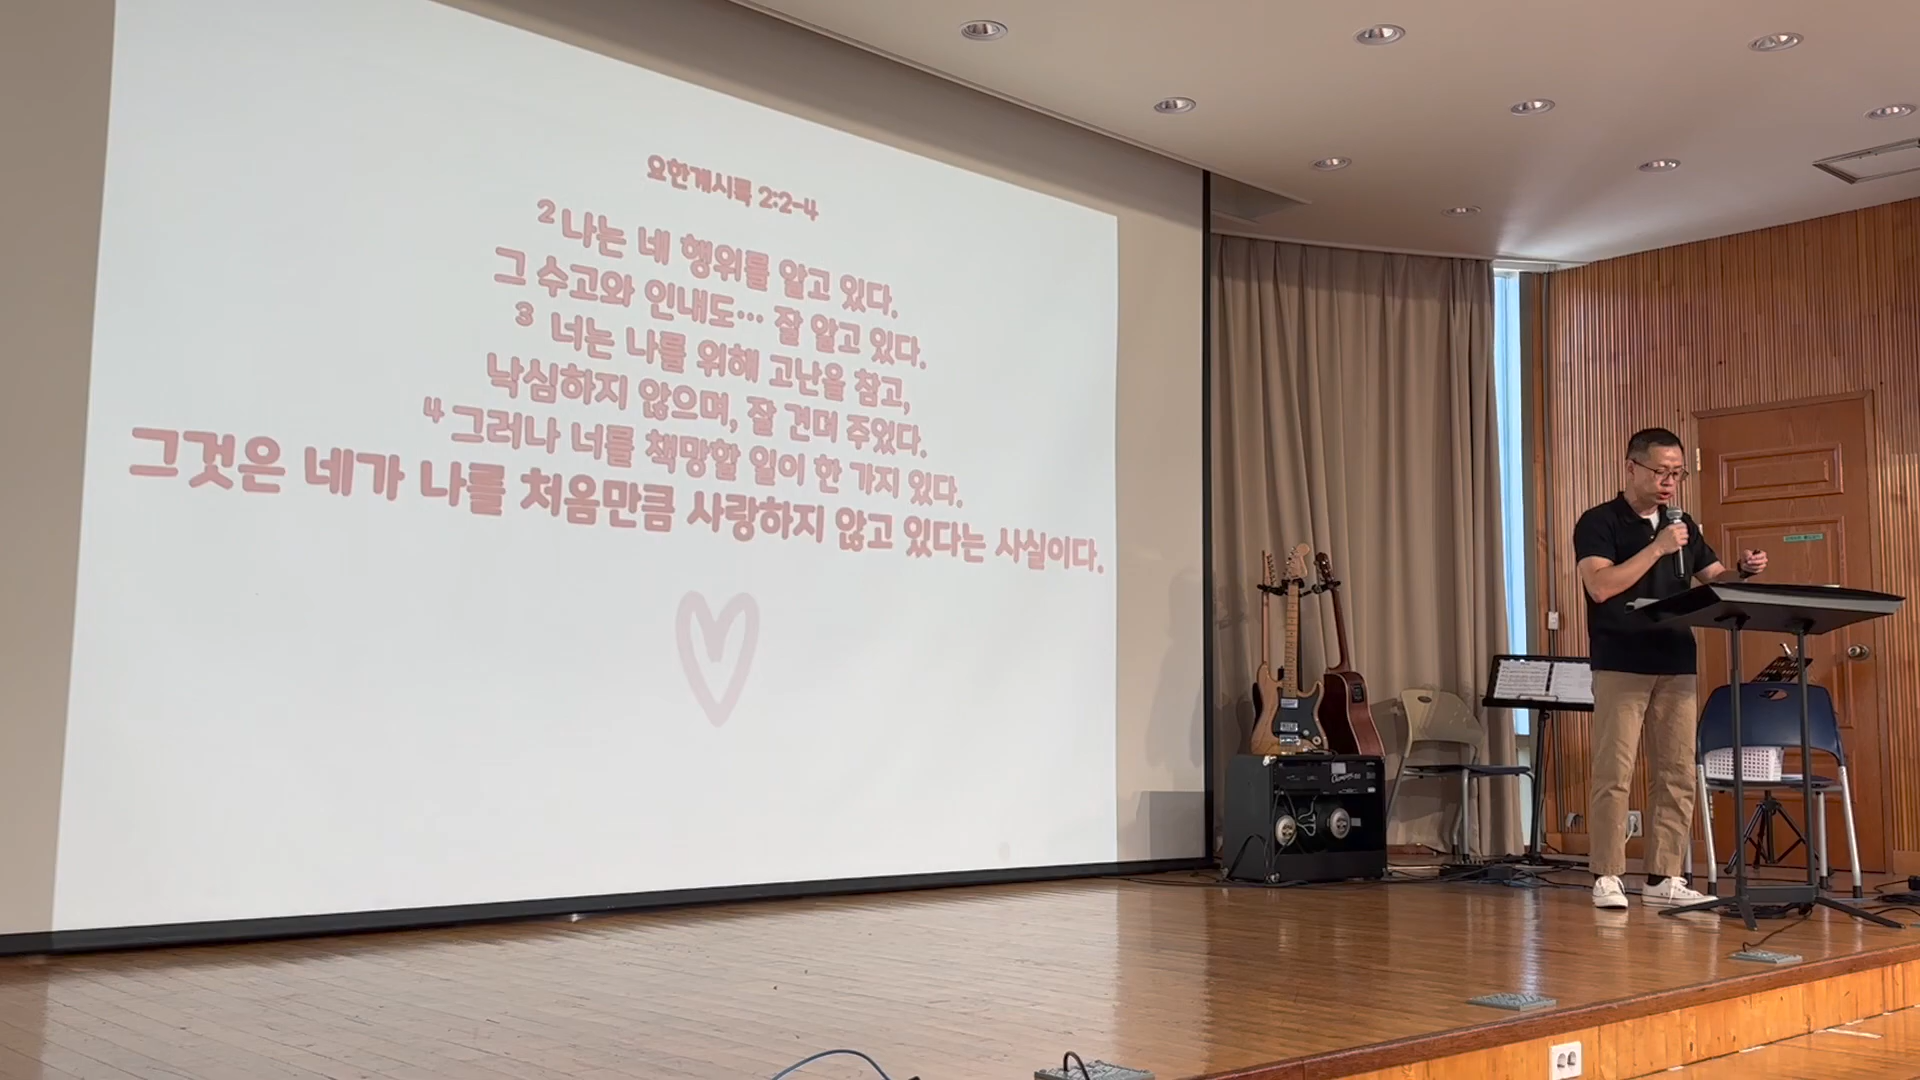 요한계시록 2:2-4
2 나는 네 행위를 알고 있다.
그 수고와 인내도... 잘 알고 있다.
3 너는 나를 위해 고난을 참고,
낙심하지 않으며, 잘 견뎌 주었다.
4 그러나 너를 책망할 일이 한 가지 있다.
그것은 네가 나를 처음만큼 사랑하지 않고 있다는 사실이다.